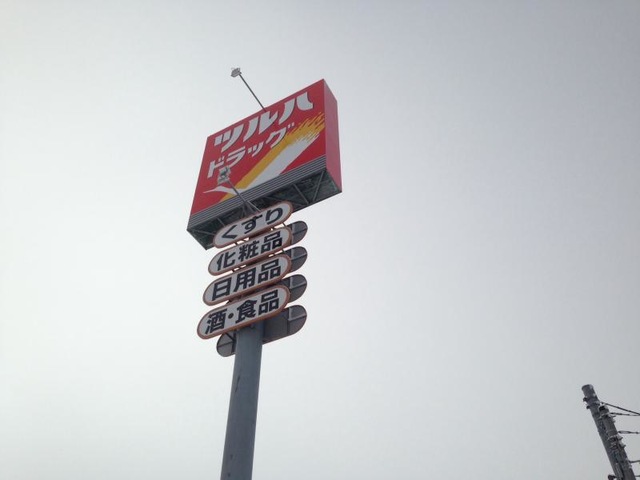 ツルハ
ドラッグ
くすり
化粧品
日用品
酒・食品